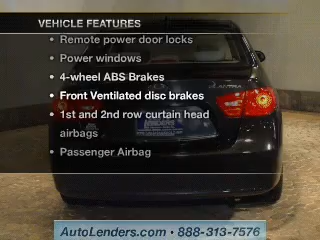 VEHICLE FEATURES
• Remote power door locks
• Power windows
• 4-wheel ABS Brakes
• Front Ventilated disc brakes
• 1st and 2nd row curtain head
airbags
• Passenger Airbag
LENDERS
AutoLenders.com • 888-313-7576